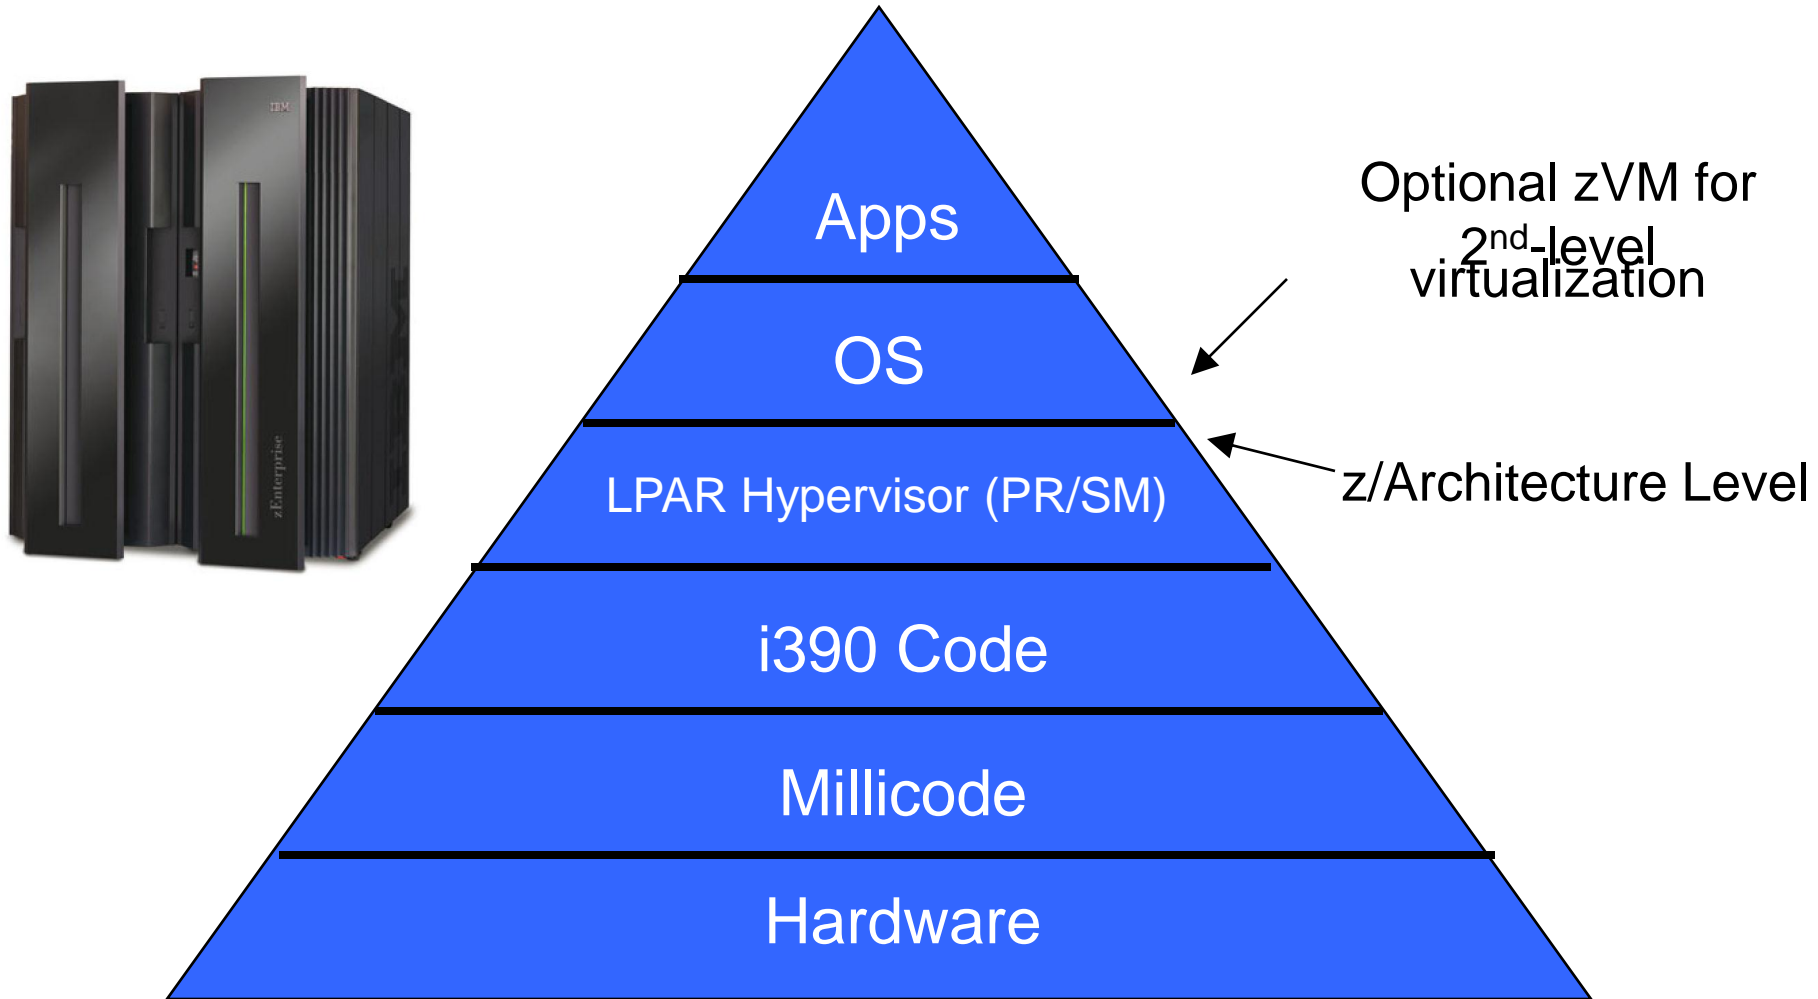 IBM
zEnterprise
Apps
OS
LPAR Hypervisor (PR/SM)
i390 Code
Millicode
Hardware
Optional zVM for
2nd-level
virtualization
z/Architecture Level